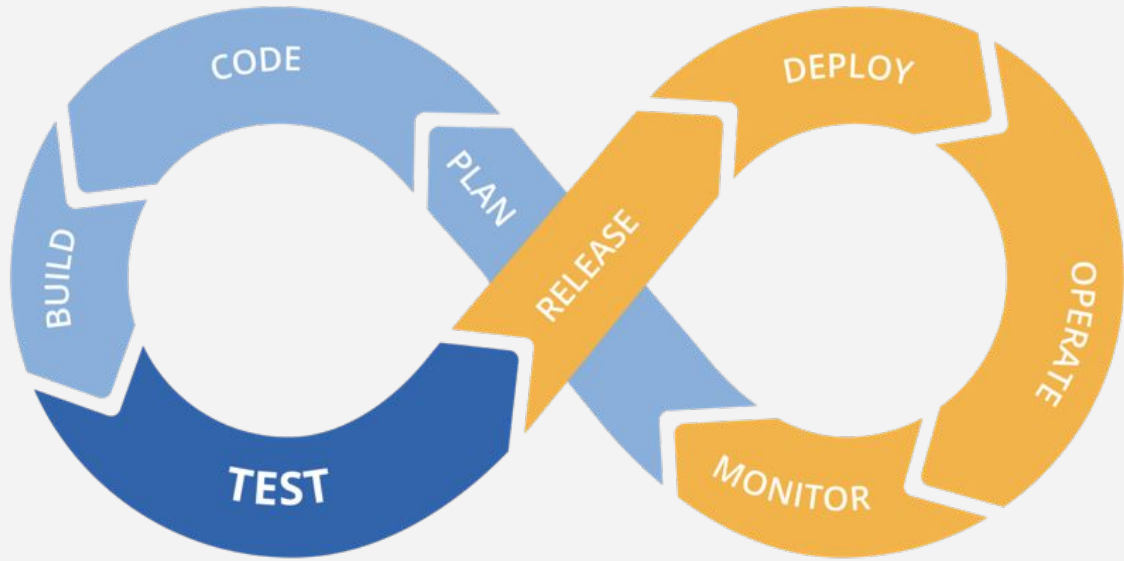 CODE
DEPLOY
PLAN
RELEASE
BUILD
OPERATE
TEST
MONITOR